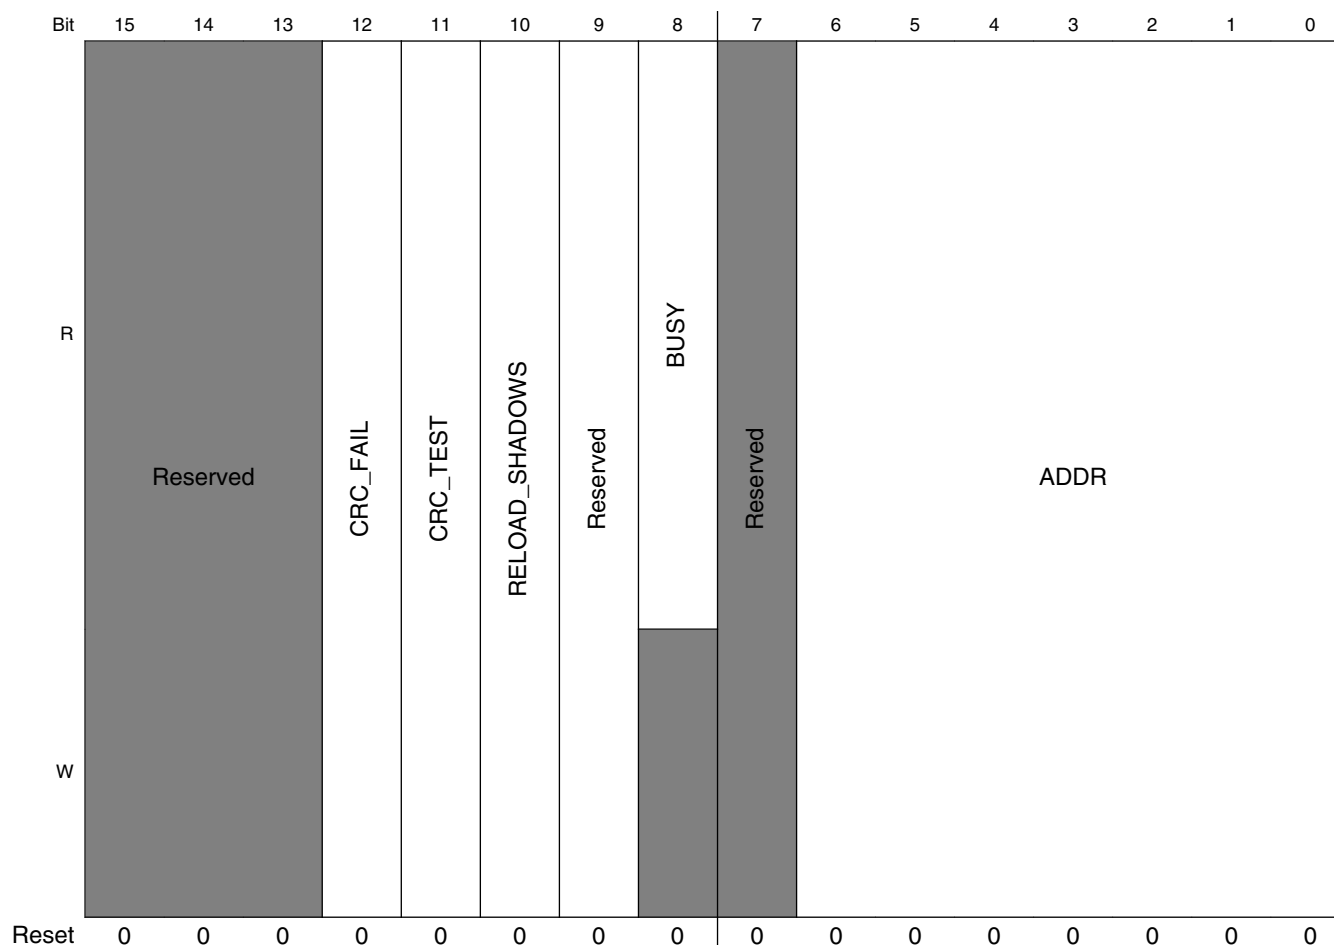 Bit 15 14 13 12 11 10 9 8 7 6 5 4 3 2 1 0
R
Reserved
CRC_FAIL
CRC_TEST
RELOAD_SHADOWS
Reserved
BUSY
Reserved
ADDR
W
Reset 0 0 0 0 0 0 0 0 0 0 0 0 0 0 0 0